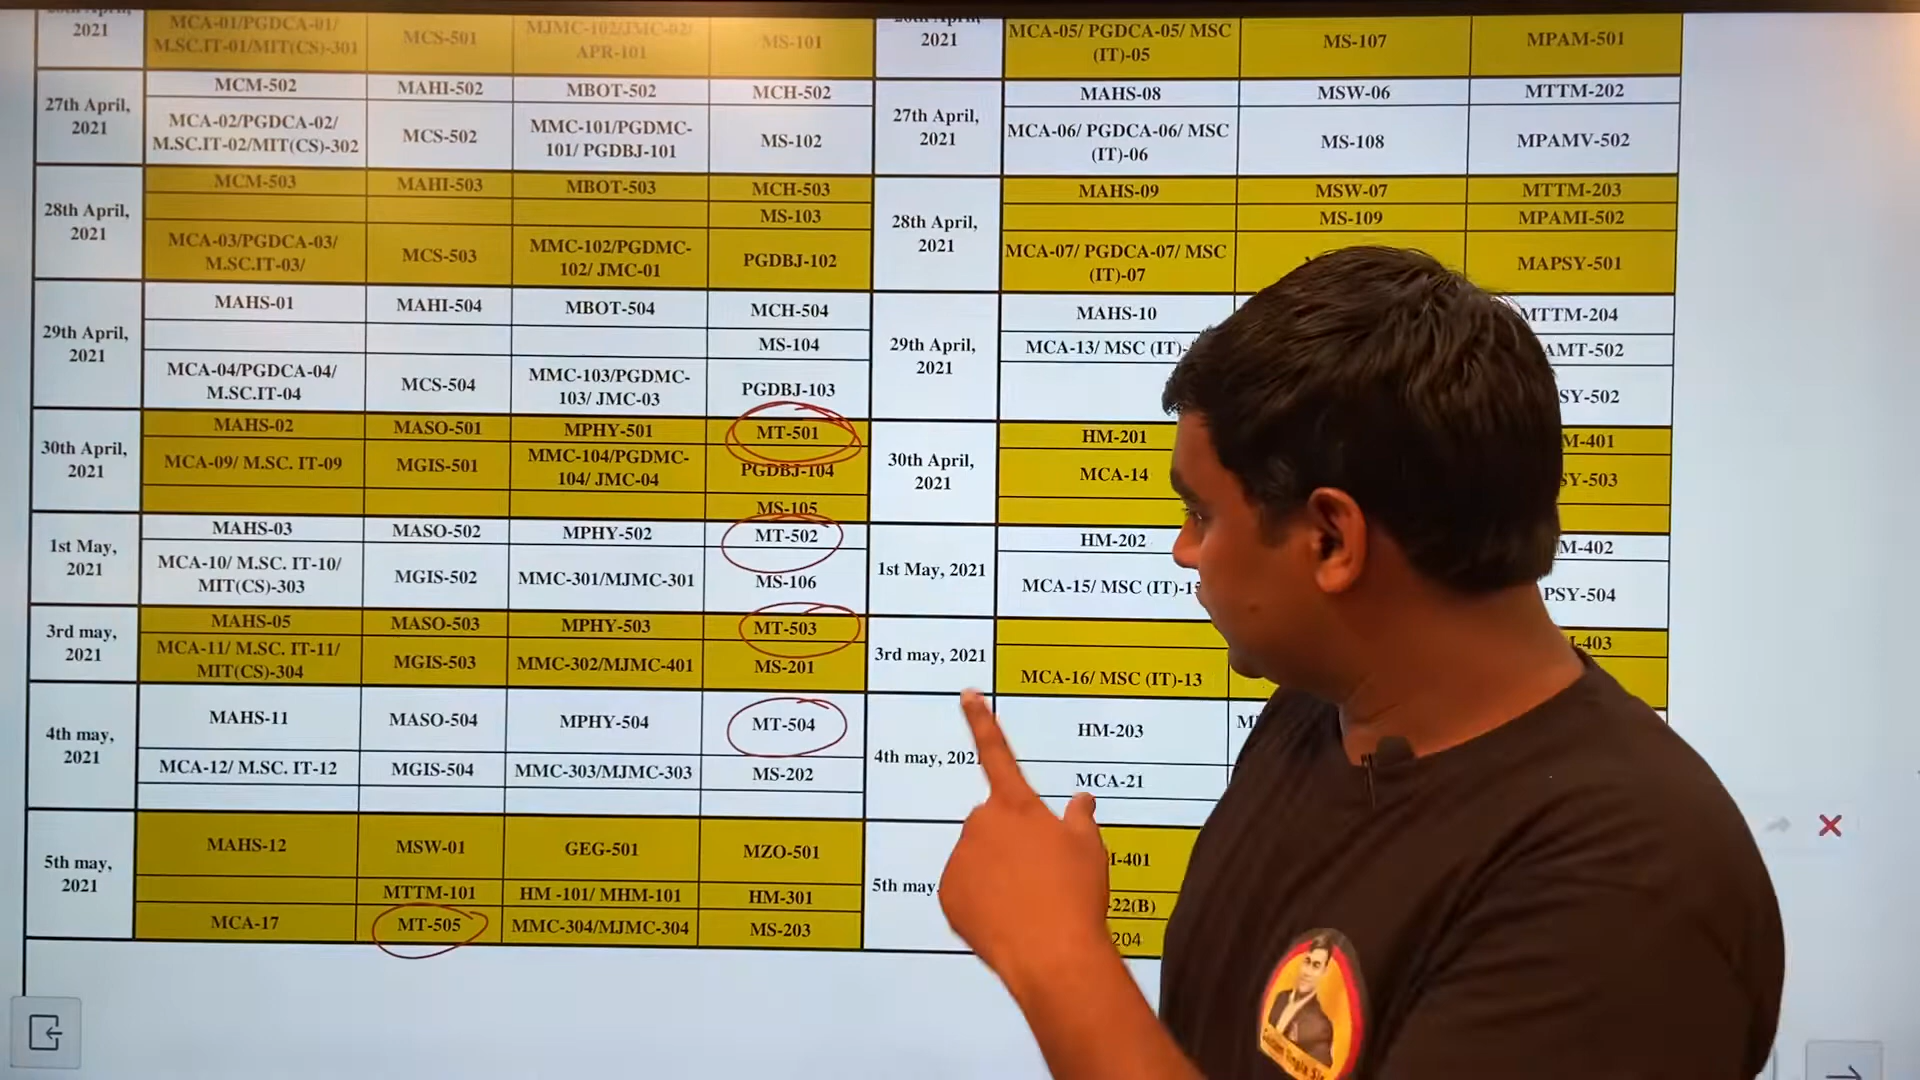 2021
MCA-01/PGDCA-01/
M.SC.IT-01/MIT(CS)-301
MCS-501
MJMC-102/JMC-02/
APR-101
MS-101
2021
MCA-05/ PGDCA-05/ MSC
(IT)-05
MS-107
MPAM-501
27th April,
2021
MCM-502
MAHI-502
MBOT-502
MCH-502
27th April,
2021
MAHS-08
MSW-06
MTTM-202
MCA-02/PGDCA-02/
M.SC.IT-02/MIT(CS)-302
MCS-502
MMC-101/PGDMC-
101/ PGDBJ-101
MS-102
MCA-06/ PGDCA-06/ MSC
(IT)-06
MS-108
MPAMV-502
28th April,
2021
MCM-503
MAHI-503
MBOT-503
MCH-503
28th April,
2021
MAHS-09
MSW-07
MTTM-203
MS-103
MS-109
MPAMI-502
MCA-03/PGDCA-03/
M.SC.IT-03/
MCS-503
MMC-102/PGDMC-
102/ JMC-01
PGDBJ-102
MCA-07/ PGDCA-07/ MSC
(IT)-07
MAPSY-501
29th April,
2021
MAHS-01
MAHI-504
MBOT-504
MCH-504
29th April,
2021
MAHS-10
MTTM-204
MS-104
MCA-13/ MSC (IT)-
AMT-502
MCA-04/PGDCA-04/
M.SC.IT-04
MCS-504
MMC-103/PGDMC-
103/ JMC-03
PGDBJ-103
SY-502
30th April,
2021
MAHS-02
MASO-501
MPHY-501
MT-501
30th April,
2021
HM-201
M-401
MCA-09/ M.SC. IT-09
MGIS-501
MMC-104/PGDMC-
104/ JMC-04
PGDBJ-104
MCA-14
SY-503
MS-105
1st May,
2021
MAHS-03
MASO-502
MPHY-502
MT-502
1st May, 2021
HM-202
M-402
MCA-10/ M.SC. IT-10/
MIT(CS)-303
MGIS-502
MMC-301/MJMC-301
MS-106
MCA-15/ MSC (IT)-15
PSY-504
3rd may,
2021
MAHS-05
MASO-503
MPHY-503
MT-503
3rd may, 2021
-403
MCA-11/ M.SC. IT-11/
MIT(CS)-304
MGIS-503
MMC-302/MJMC-401
MS-201
MCA-16/ MSC (IT)-13
4th may,
2021
MAHS-11
MASO-504
MPHY-504
MT-504
4th may, 2021
HM-203
MCA-12/ M.SC. IT-12
MGIS-504
MMC-303/MJMC-303
MS-202
MCA-21
5th may,
2021
MAHS-12
MSW-01
GEG-501
MZO-501
5th may,
-401
MTTM-101
HM -101/ MHM-101
HM-301
-22(B)
MCA-17
MT-505
MMC-304/MJMC-304
MS-203
204